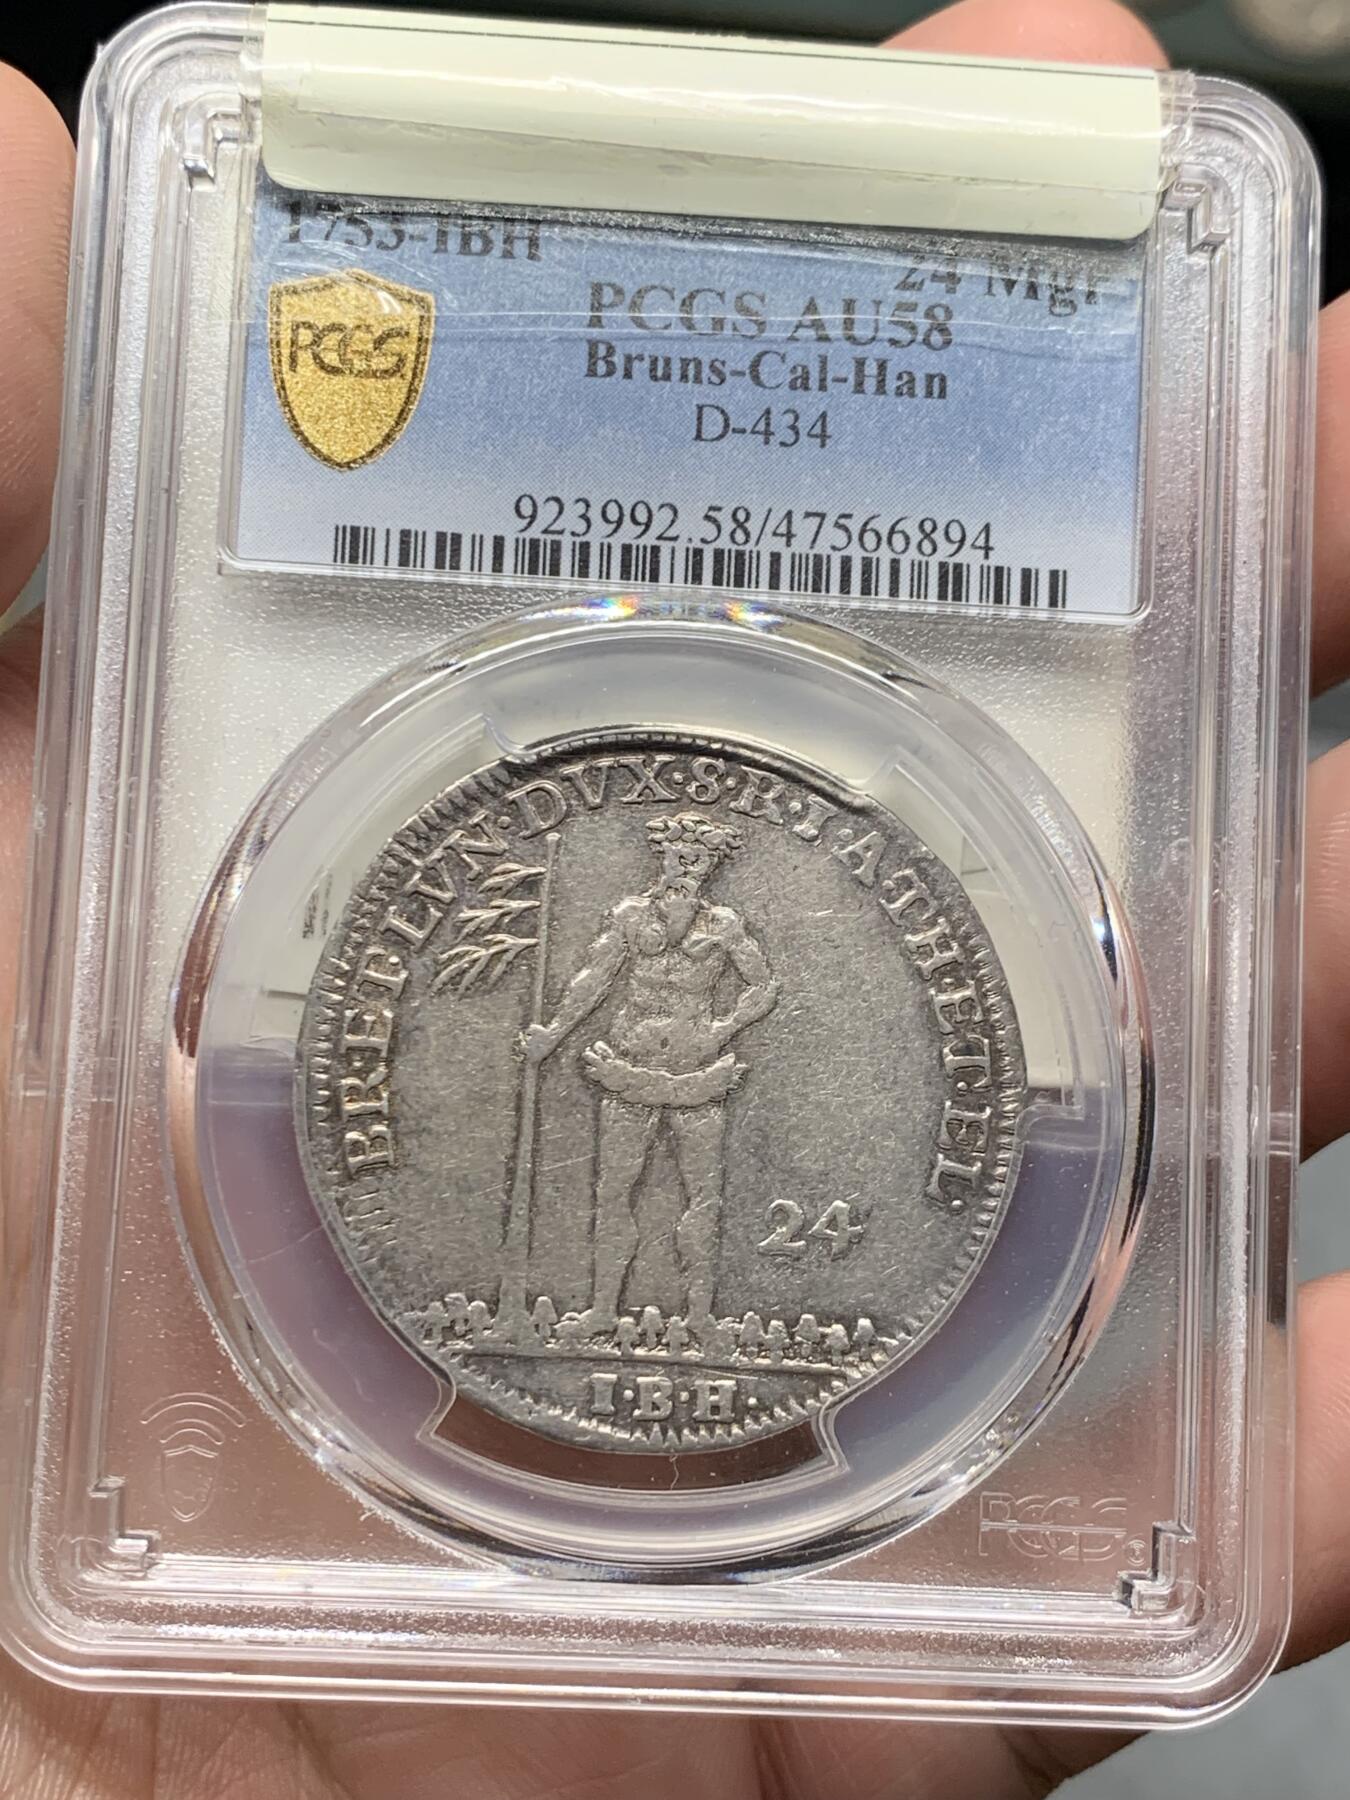 1753-IBH
24 Mgr
PCGS
PCGS AU58
Bruns-Cal-Han
D-434
923992.58/47566894
BR·ET·LVN·DVX·S·R·I·A·TH·ET·EL·
24
I·B·H·
PCGS